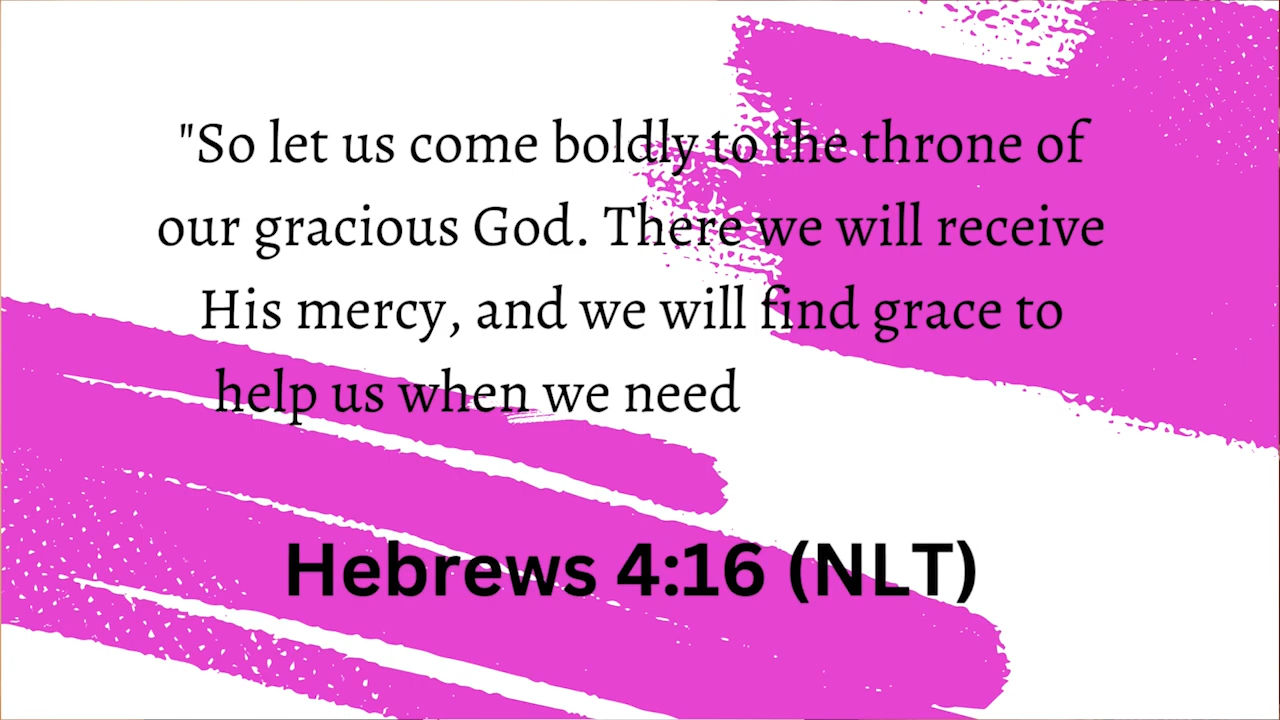 "So let us come boldly to the throne of
our gracious God. There we will receive
His mercy, and we will find grace to
help us when we need
Hebrews 4:16 (NLT)